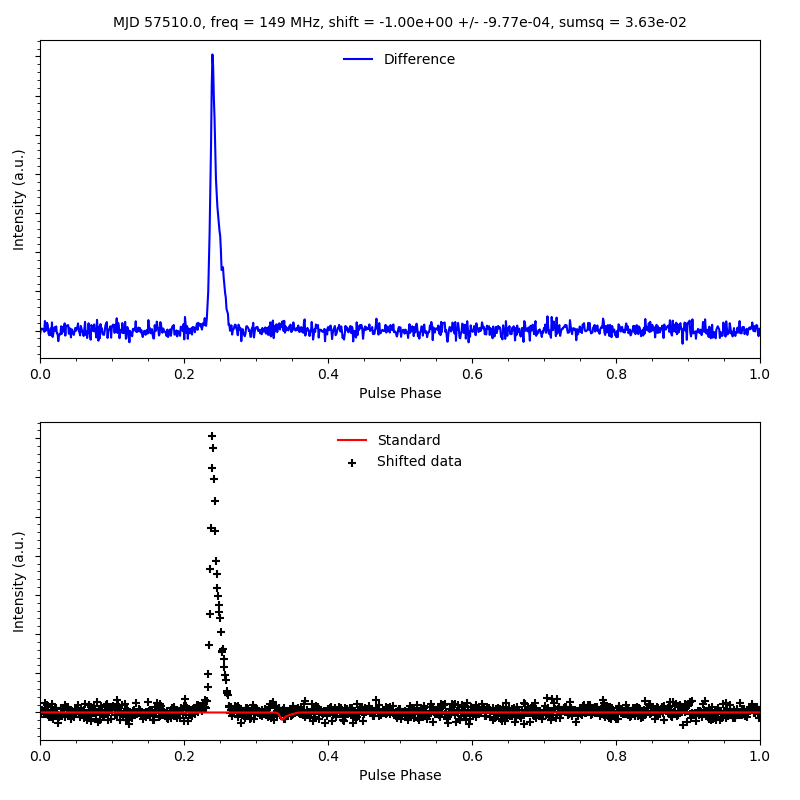 MJD 57510.0, freq = 149 MHz, shift = -1.00e+00 +/- -9.77e-04, sumsq = 3.63e-02
Difference
Intensity (a.u.)
0.0 0.2 0.4 0.6 0.8 1.0
Pulse Phase
Standard
Shifted data
Intensity (a.u.)
0.0 0.2 0.4 0.6 0.8 1.0
Pulse Phase